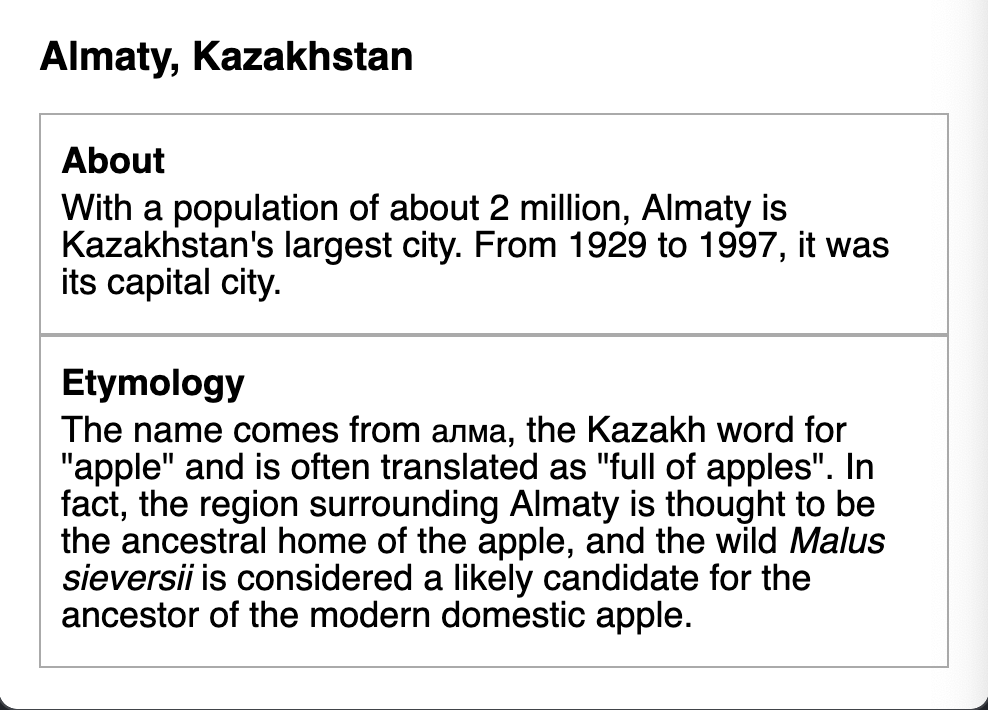 Almaty, Kazakhstan
About
With a population of about 2 million, Almaty is
Kazakhstan's largest city. From 1929 to 1997, it was
its capital city.
Etymology
The name comes from алма, the Kazakh word for
"apple" and is often translated as "full of apples". In
fact, the region surrounding Almaty is thought to be
the ancestral home of the apple, and the wild Malus
sieversii is considered a likely candidate for the
ancestor of the modern domestic apple.